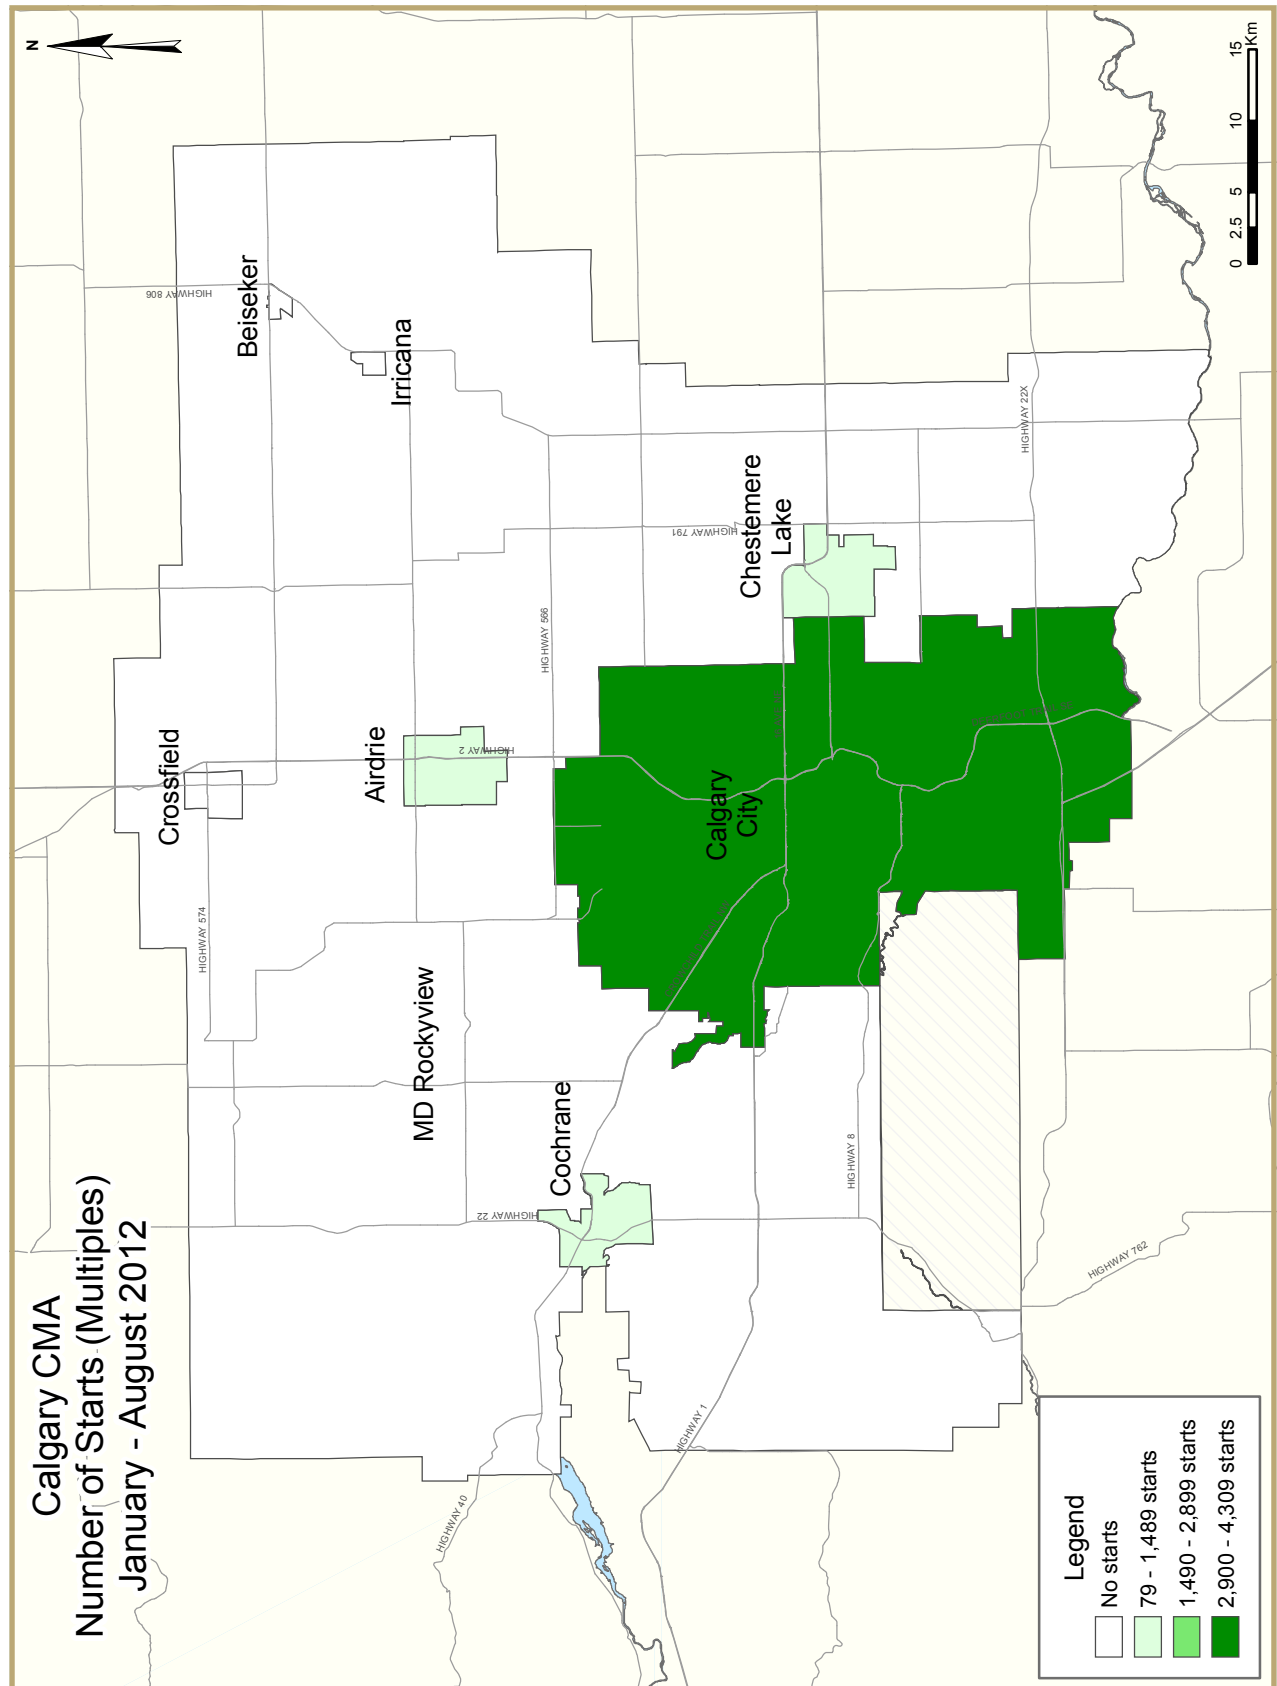 Calgary CMA
Number of Starts (Multiples)
January - August 2012
N
Crossfield
Beiseker
Irricana
Airdrie
MD Rockyview
Cochrane
Calgary
City
Chestemere
Lake
HIGHWAY 806
HIGHWAY 574
HIGHWAY 566
HIGHWAY 2
HIGHWAY 791
HIGHWAY 22
HIGHWAY 40
HIGHWAY 1
HIGHWAY 8
HIGHWAY 22X
HIGHWAY 762
Legend
No starts
79 - 1,489 starts
1,490 - 2,899 starts
2,900 - 4,309 starts
0 2.5 5 10 15
Km